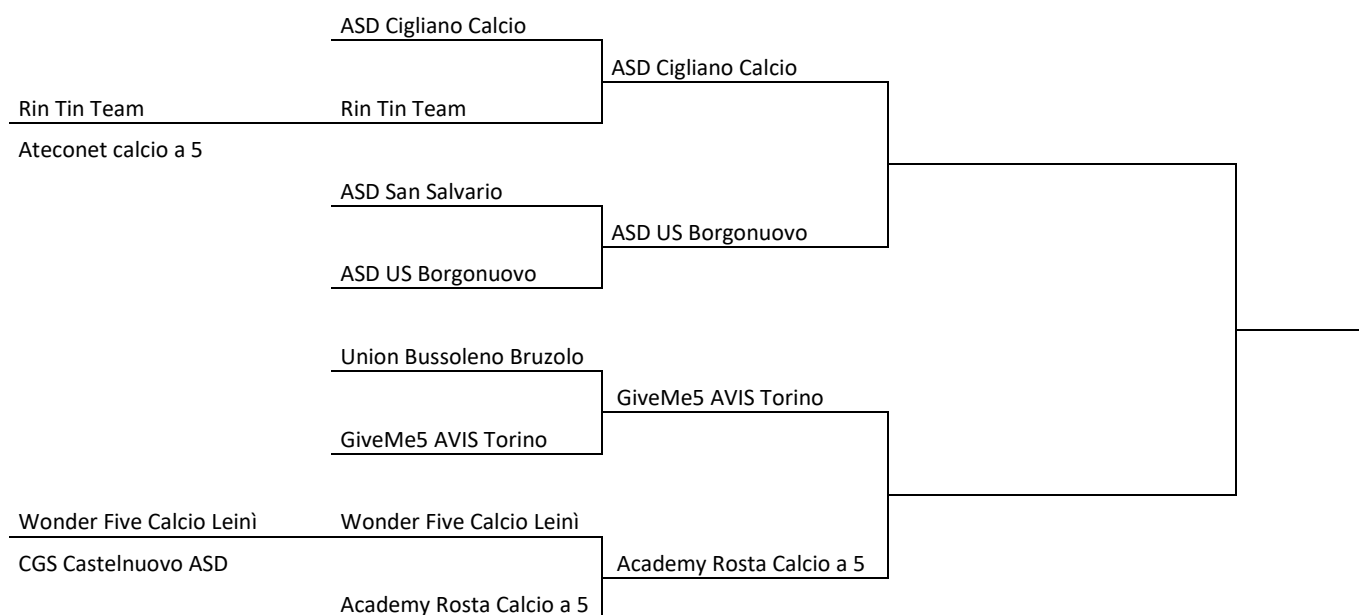 ASD Cigliano Calcio
ASD Cigliano Calcio
Rin Tin Team
Rin Tin Team
Ateconet calcio a 5
ASD San Salvario
ASD US Borgonuovo
ASD US Borgonuovo
Union Bussoleno Bruzolo
GiveMe5 AVIS Torino
GiveMe5 AVIS Torino
Wonder Five Calcio Leinì
Wonder Five Calcio Leinì
CGS Castelnuovo ASD
Academy Rosta Calcio a 5
Academy Rosta Calcio a 5